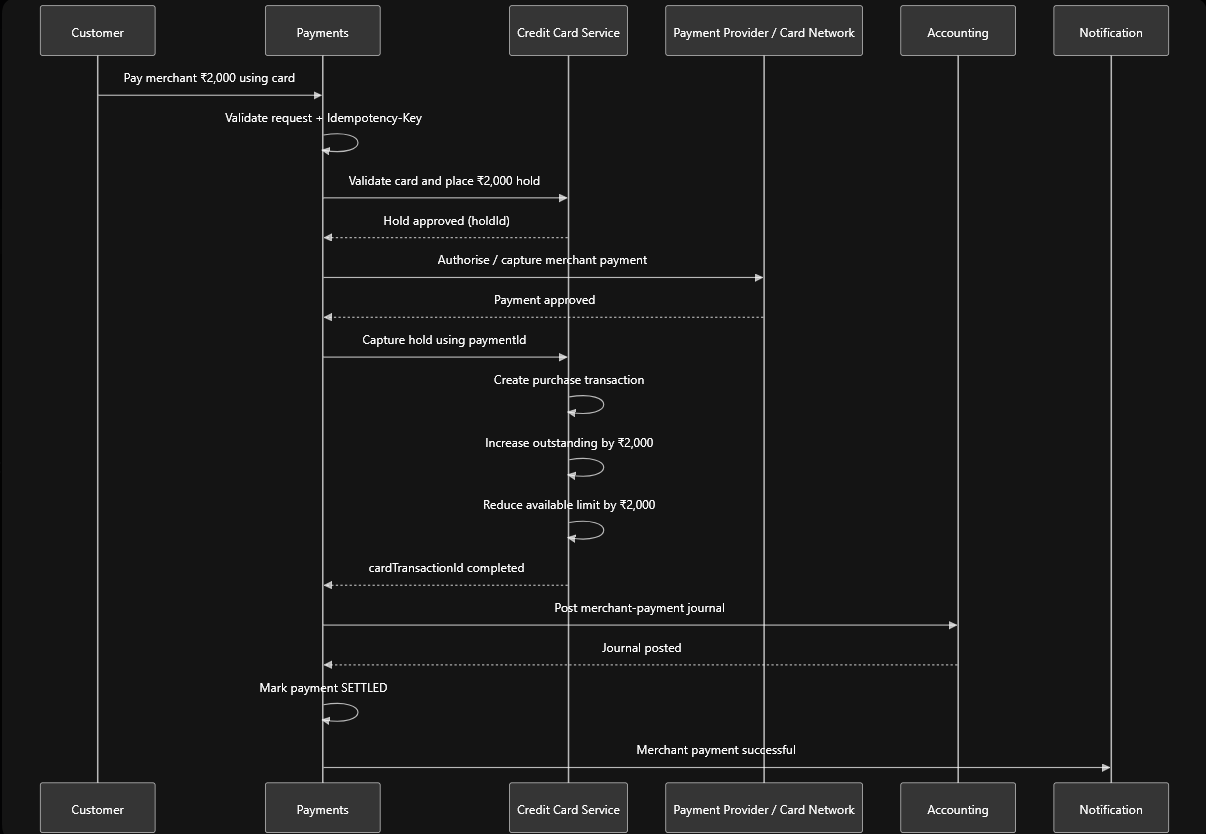 Customer
Payments
Credit Card Service
Payment Provider / Card Network
Accounting
Notification
Pay merchant ₹2,000 using card
Validate request + Idempotency-Key
Validate card and place ₹2,000 hold
Hold approved (holdId)
Authorise / capture merchant payment
Payment approved
Capture hold using paymentId
Create purchase transaction
Increase outstanding by ₹2,000
Reduce available limit by ₹2,000
cardTransactionId completed
Post merchant-payment journal
Journal posted
Mark payment SETTLED
Merchant payment successful
Customer
Payments
Credit Card Service
Payment Provider / Card Network
Accounting
Notification